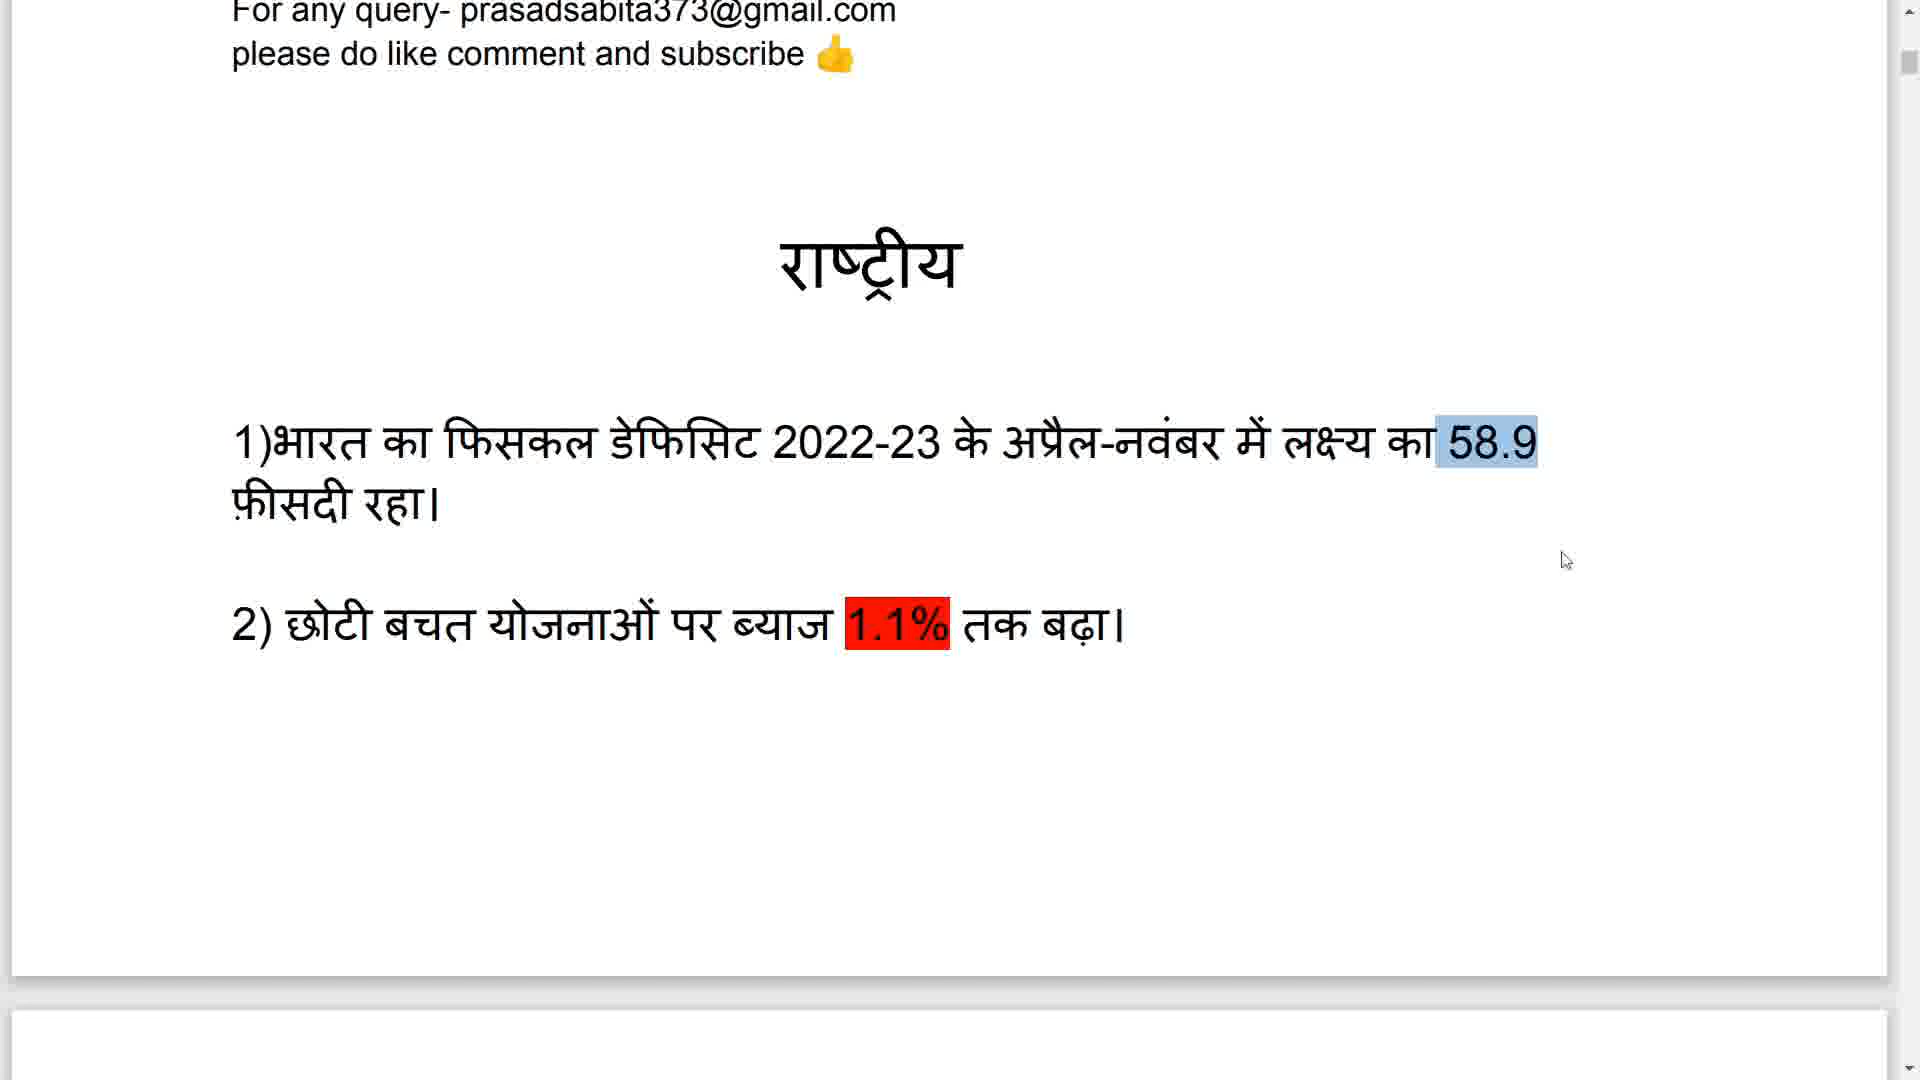 For any query- prasadsabita373@gmail.com
please do like comment and subscribe 👍
राष्ट्रीय
1)भारत का फिसकल डेफिसिट 2022-23 के अप्रैल-नवंबर में लक्ष्य का 58.9
फ़ीसदी रहा।
2) छोटी बचत योजनाओं पर ब्याज 1.1% तक बढ़ा।